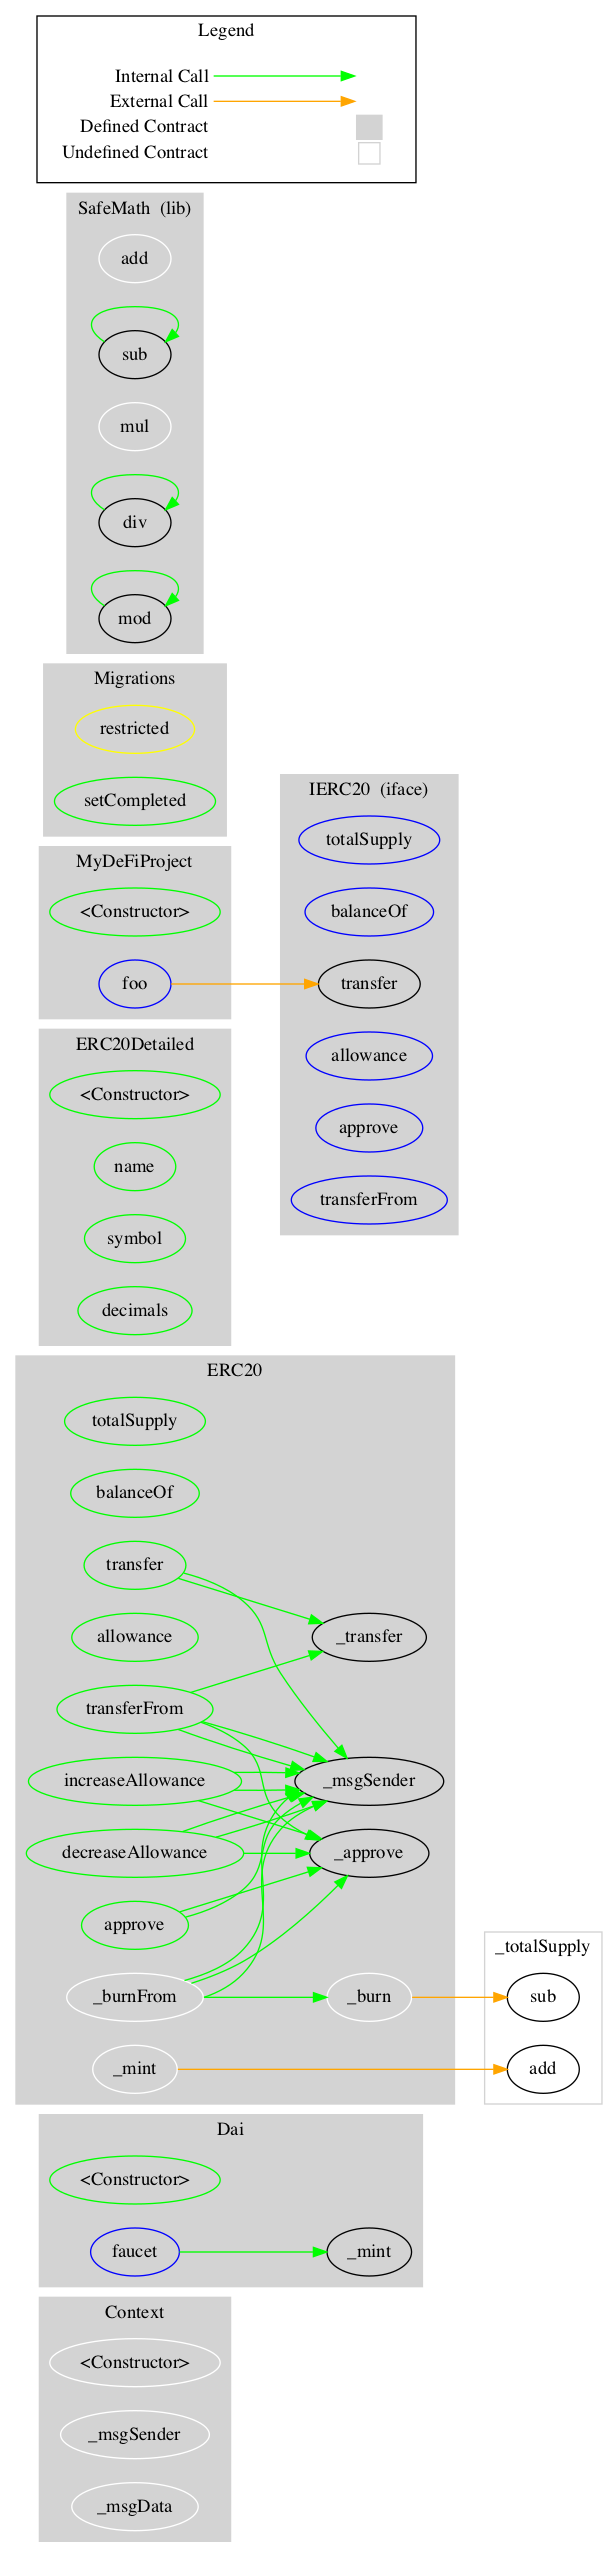 Legend
Internal Call
External Call
Defined Contract
Undefined Contract
SafeMath (lib)
add
sub
mul
div
mod
Migrations
restricted
setCompleted
MyDeFiProject
<Constructor>
foo
IERC20 (iface)
totalSupply
balanceOf
transfer
allowance
approve
transferFrom
ERC20Detailed
<Constructor>
name
symbol
decimals
ERC20
totalSupply
balanceOf
transfer
allowance
_transfer
transferFrom
increaseAllowance
_msgSender
decreaseAllowance
_approve
approve
_burnFrom
_burn
_mint
_totalSupply
sub
add
Dai
<Constructor>
faucet
_mint
Context
<Constructor>
_msgSender
_msgData